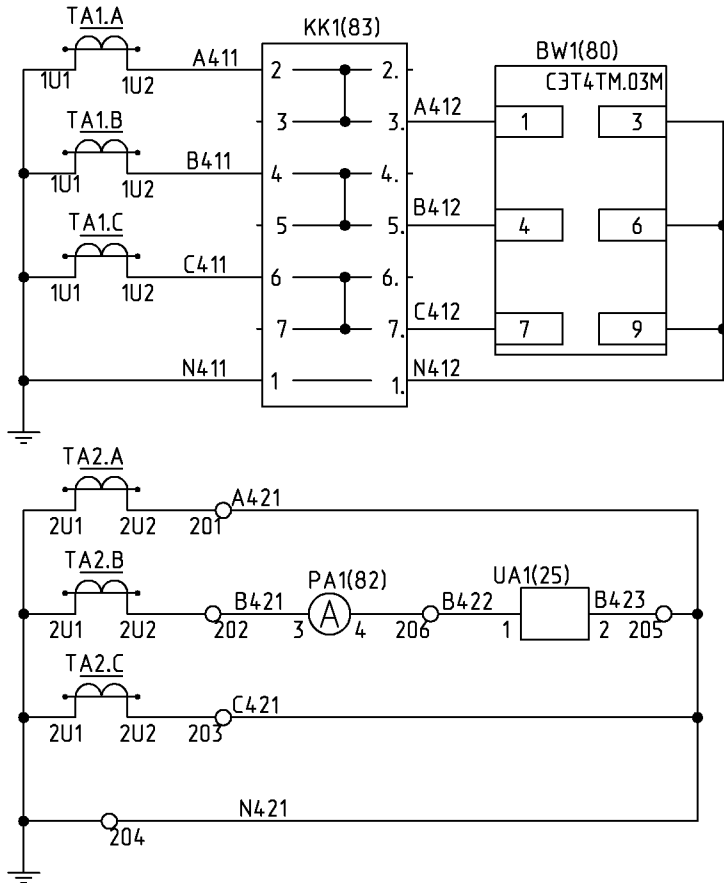 TA1.A
1U1
1U2
A411
KK1(83)
BW1(80)
СЭТ4ТМ.03М
2
2.
3
3.
A412
1
3
TA1.B
1U1
1U2
B411
4
4.
5
5.
B412
4
6
TA1.C
1U1
1U2
C411
6
6.
7
7.
C412
7
9
N411
1
1.
N412
TA2.A
2U1
2U2
201
A421
TA2.B
2U1
2U2
202
B421
PA1(82)
3
A
4
206
B422
UA1(25)
1
2
B423
205
TA2.C
2U1
2U2
203
C421
204
N421